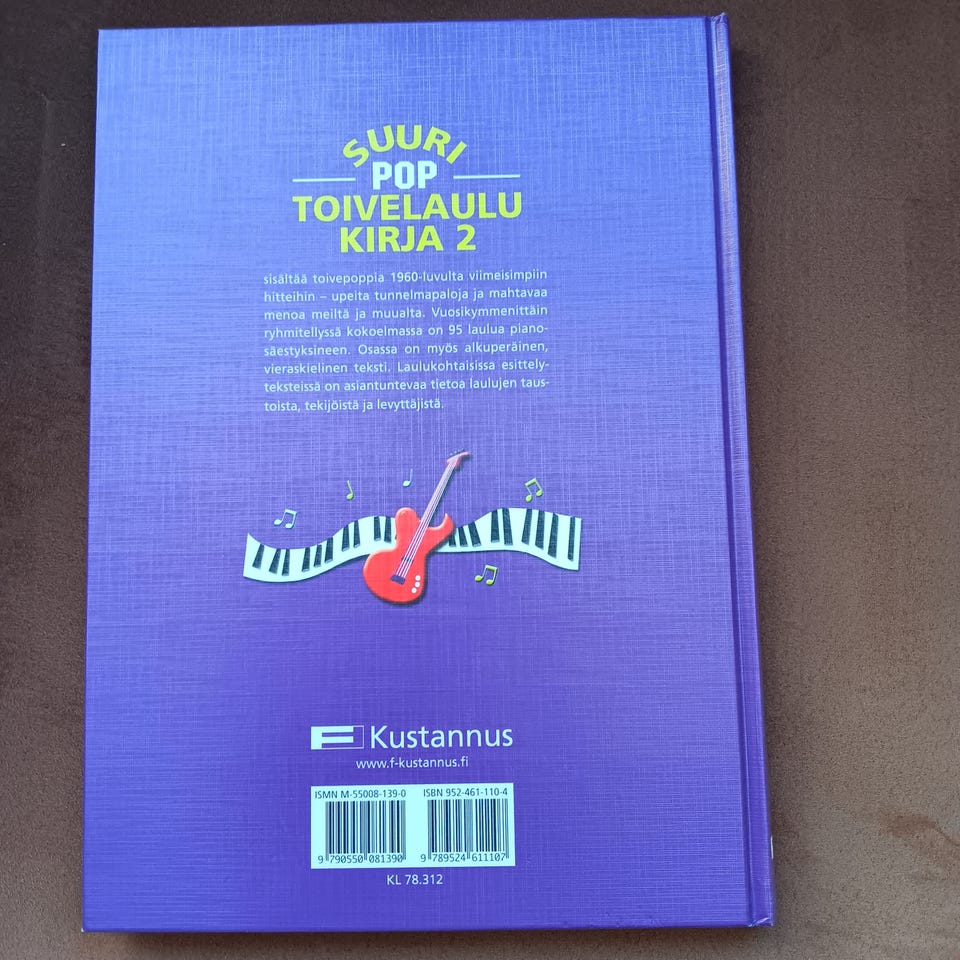 SUURI
POP
TOIVELAULU
KIRJA 2
sisältää toivepoppia 1960-luvulta viimeisimpiin
hitteihin – upeita tunnelmapaloja ja mahtavaa
menoa meiltä ja muualta. Vuosikymmenittäin
ryhmitellyssä kokoelmassa on 95 laulua piano-
säestyksineen. Osassa on myös alkuperäinen,
vieraskielinen teksti. Laulukohtaisissa esittely-
teksteissä on asiantuntevaa tietoa laulujen taus-
toista, tekijöistä ja levyttäjistä.
F Kustannus
www.f-kustannus.fi
ISMN M-55008-139-0 ISBN 952-461-110-4
9 790550 081390 9 789524 611107
KL 78.312